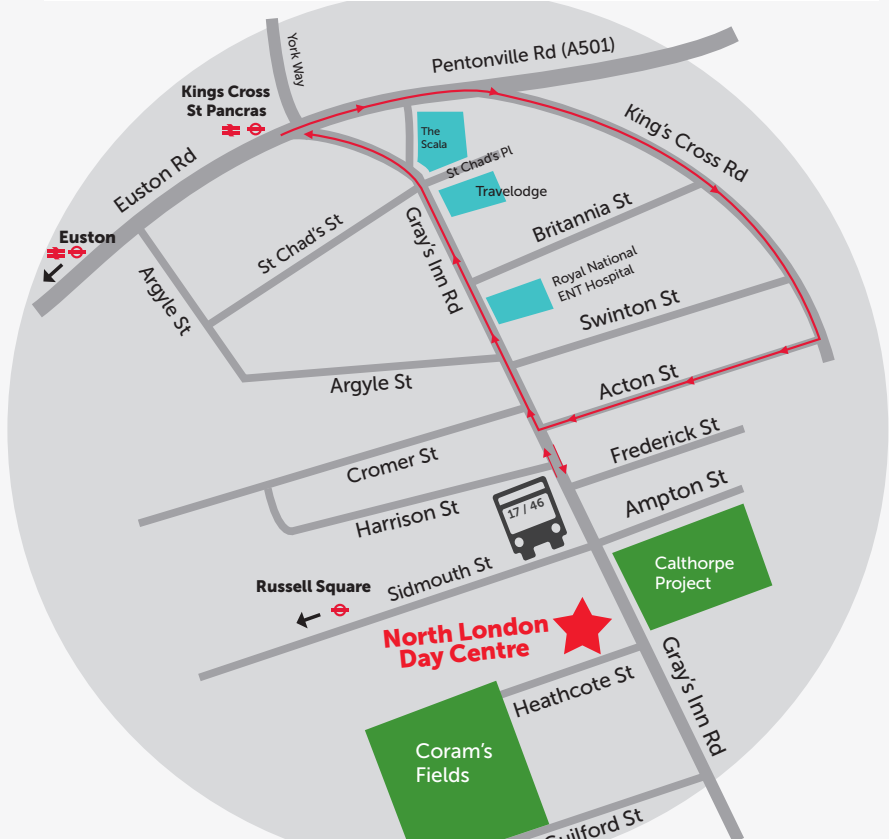 York Way
Pentonville Rd (A501)
Kings Cross
St Pancras
The
Scala
King's Cross Rd
Euston Rd
St Chad's Pl
Travelodge
Euston
St Chad's St
Gray's Inn Rd
Britannia St
Argyle St
Royal National
ENT Hospital
Swinton St
Argyle St
Acton St
Cromer St
Frederick St
Harrison St
17 / 46
Ampton St
Sidmouth St
Calthorpe
Project
Russell Square
North London
Day Centre
Gray's Inn Rd
Heathcote St
Coram's
Fields
Guilford St